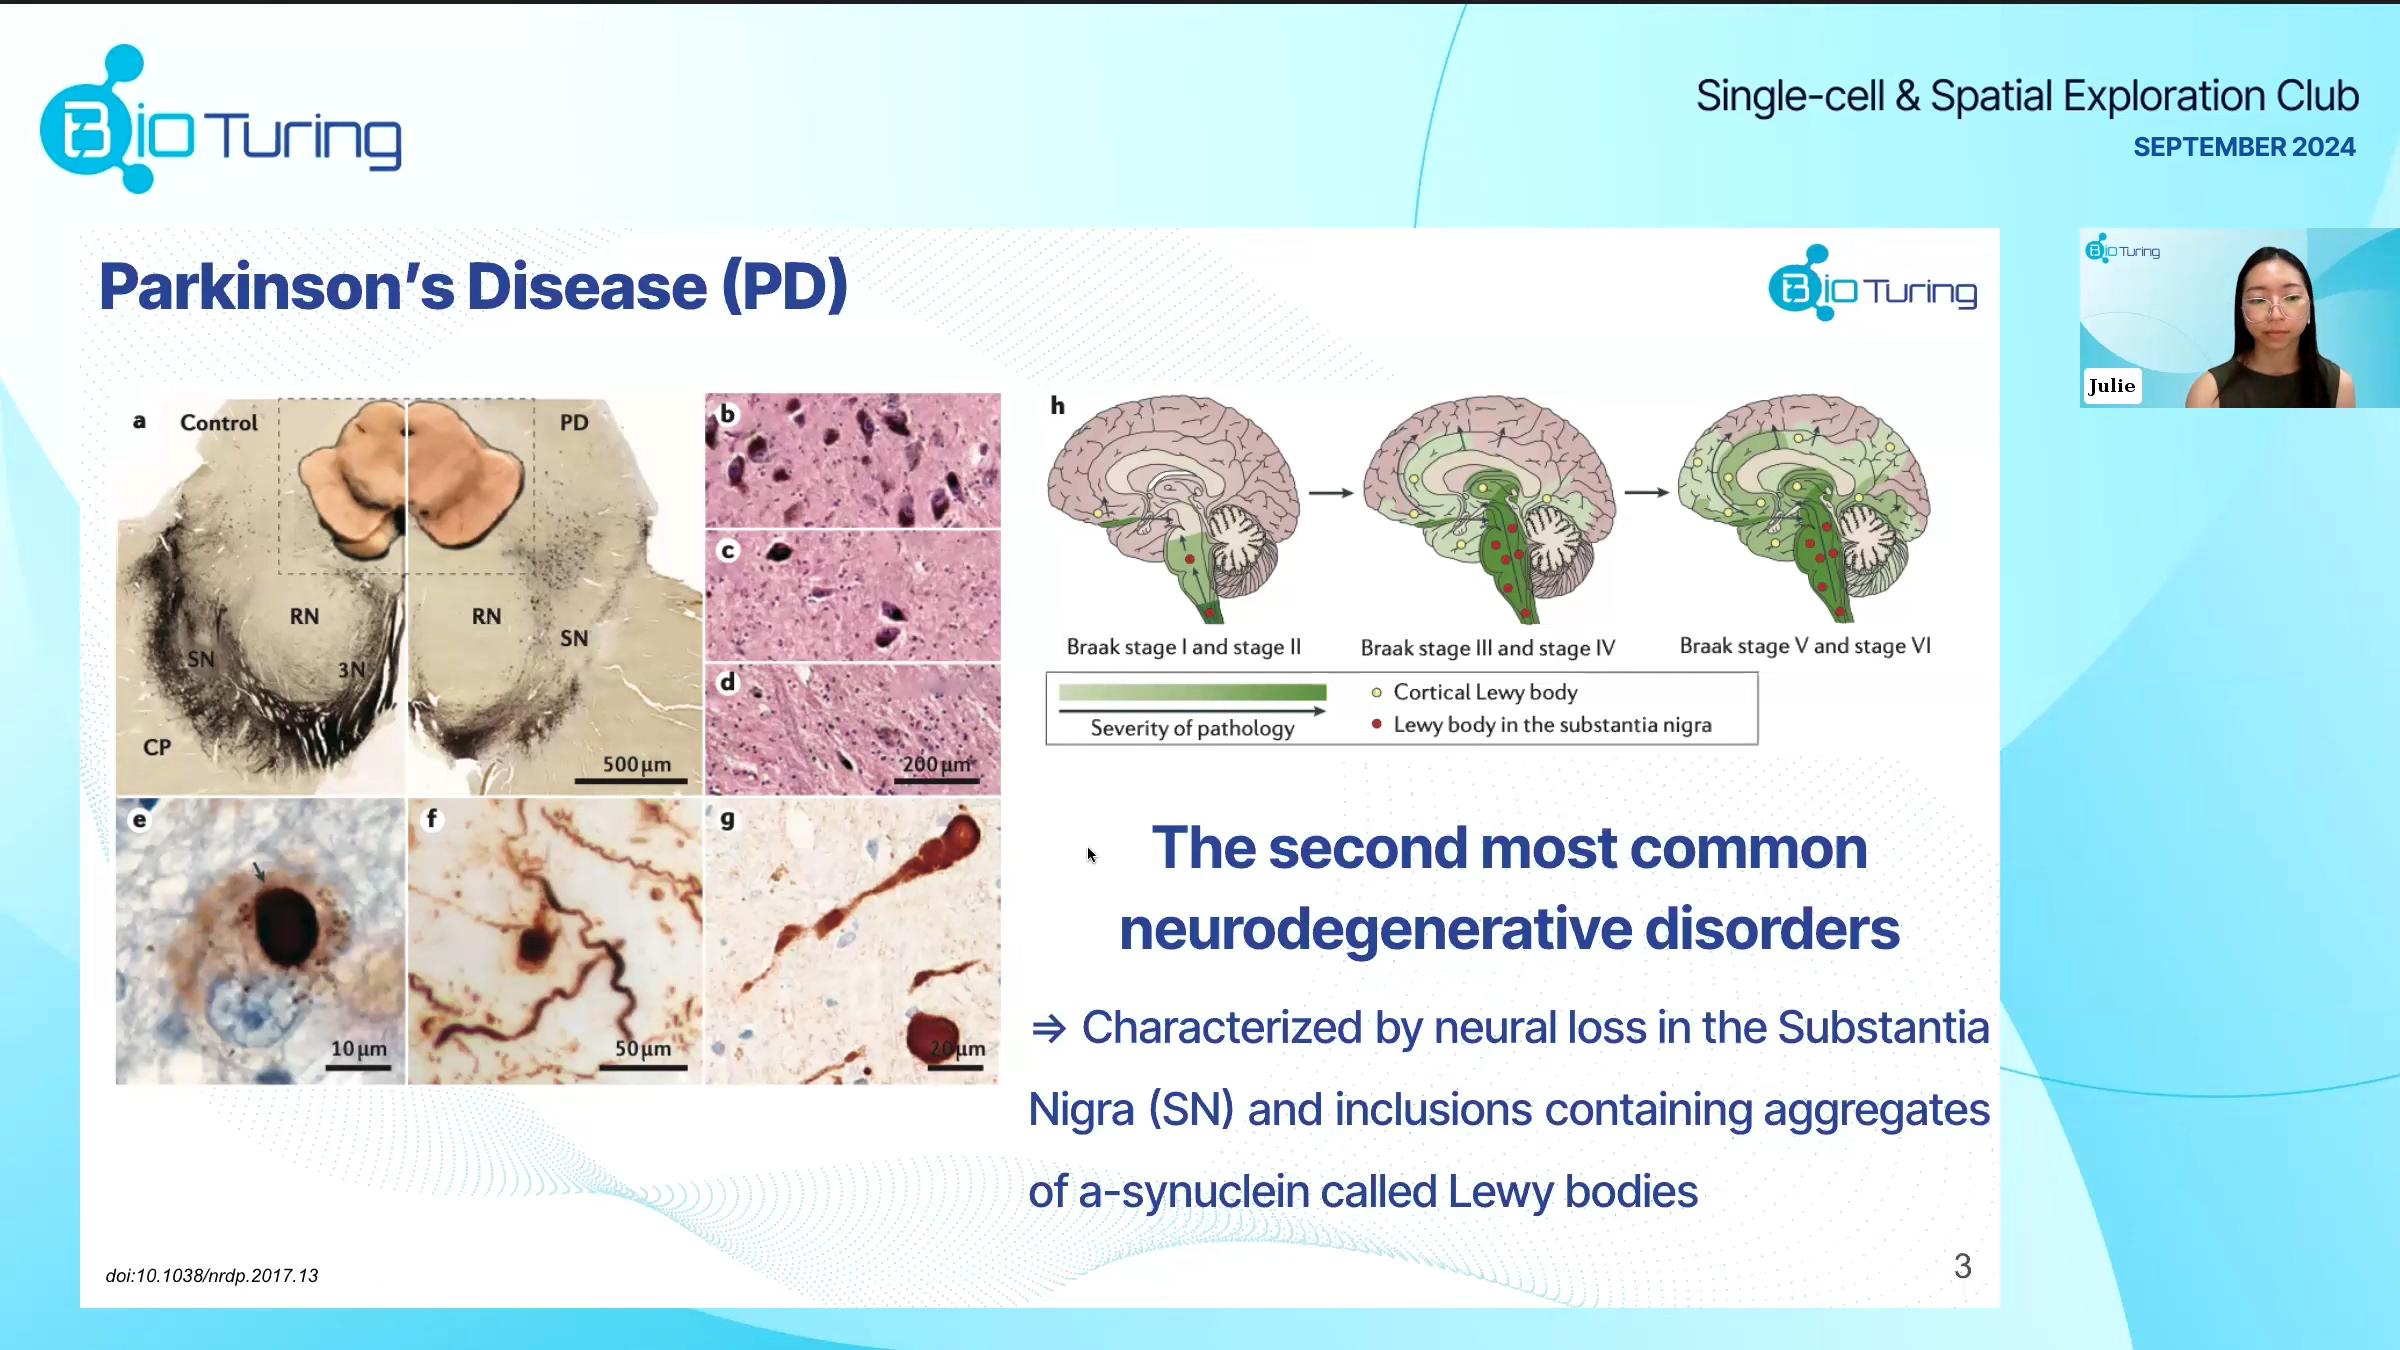 BioTuring
Single-cell & Spatial Exploration Club
SEPTEMBER 2024
Parkinson's Disease (PD)
BioTuring
BioTuring
Julie
a
Control
PD
RN
RN
SN
SN
3N
CP
500 µm
b
c
d
200 µm
e
10 µm
f
50 µm
g
20 µm
h
Braak stage I and stage II
Braak stage III and stage IV
Braak stage V and stage VI
Severity of pathology
Cortical Lewy body
Lewy body in the substantia nigra
The second most common
neurodegenerative disorders
⇒ Characterized by neural loss in the Substantia
Nigra (SN) and inclusions containing aggregates
of a-synuclein called Lewy bodies
doi:10.1038/nrdp.2017.13
3